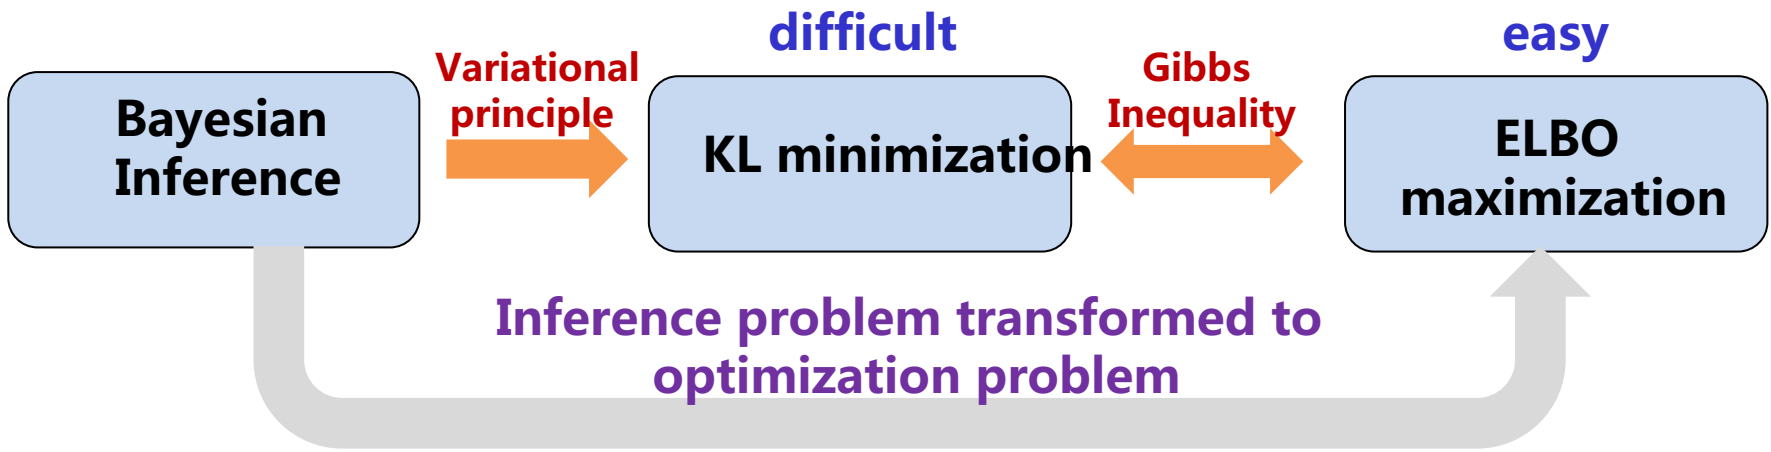 Bayesian
Inference
Variational
principle
difficult
KL minimization
Gibbs
Inequality
easy
ELBO
maximization
Inference problem transformed to
optimization problem